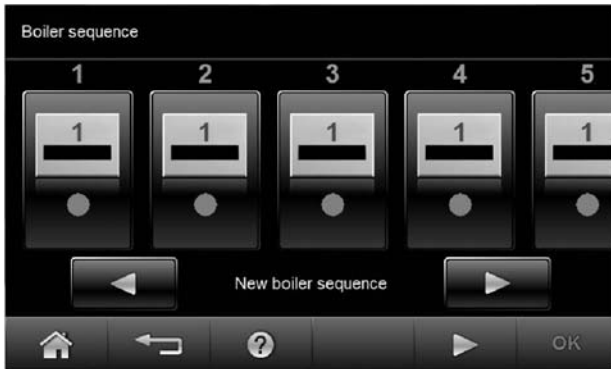 Boiler sequence
1 2 3 4 5
1 1 1 1 1
New boiler sequence
? OK